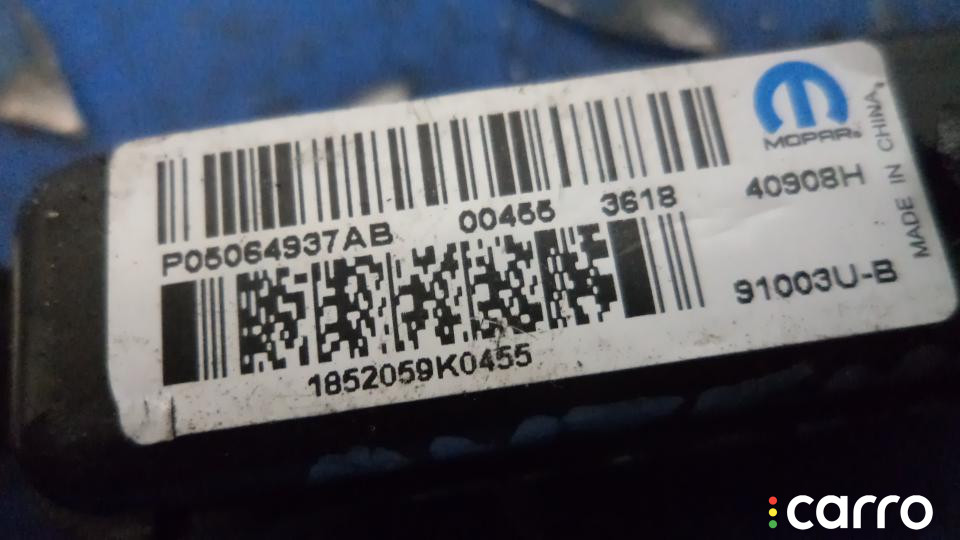 MOPAR®
P05064937AB 00455 3618
40908H
91003U-B
MADE IN CHINA
1852059K0455
carro